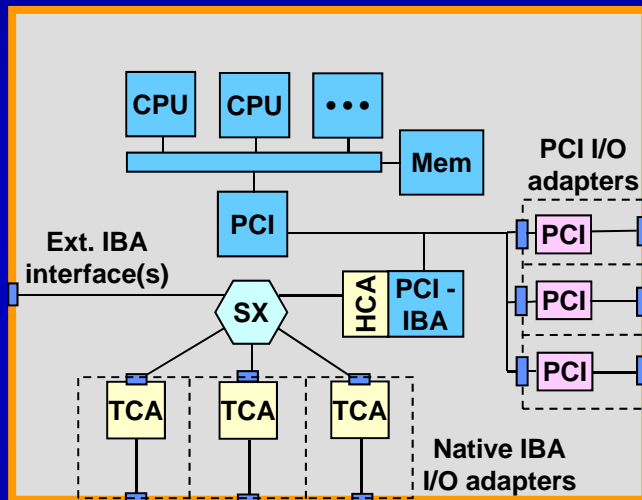 CPU
CPU
•••
Mem
PCI I/O
adapters
PCI
PCI
Ext. IBA
interface(s)
HCA
PCI -
IBA
SX
PCI
PCI
TCA
TCA
TCA
Native IBA
I/O adapters